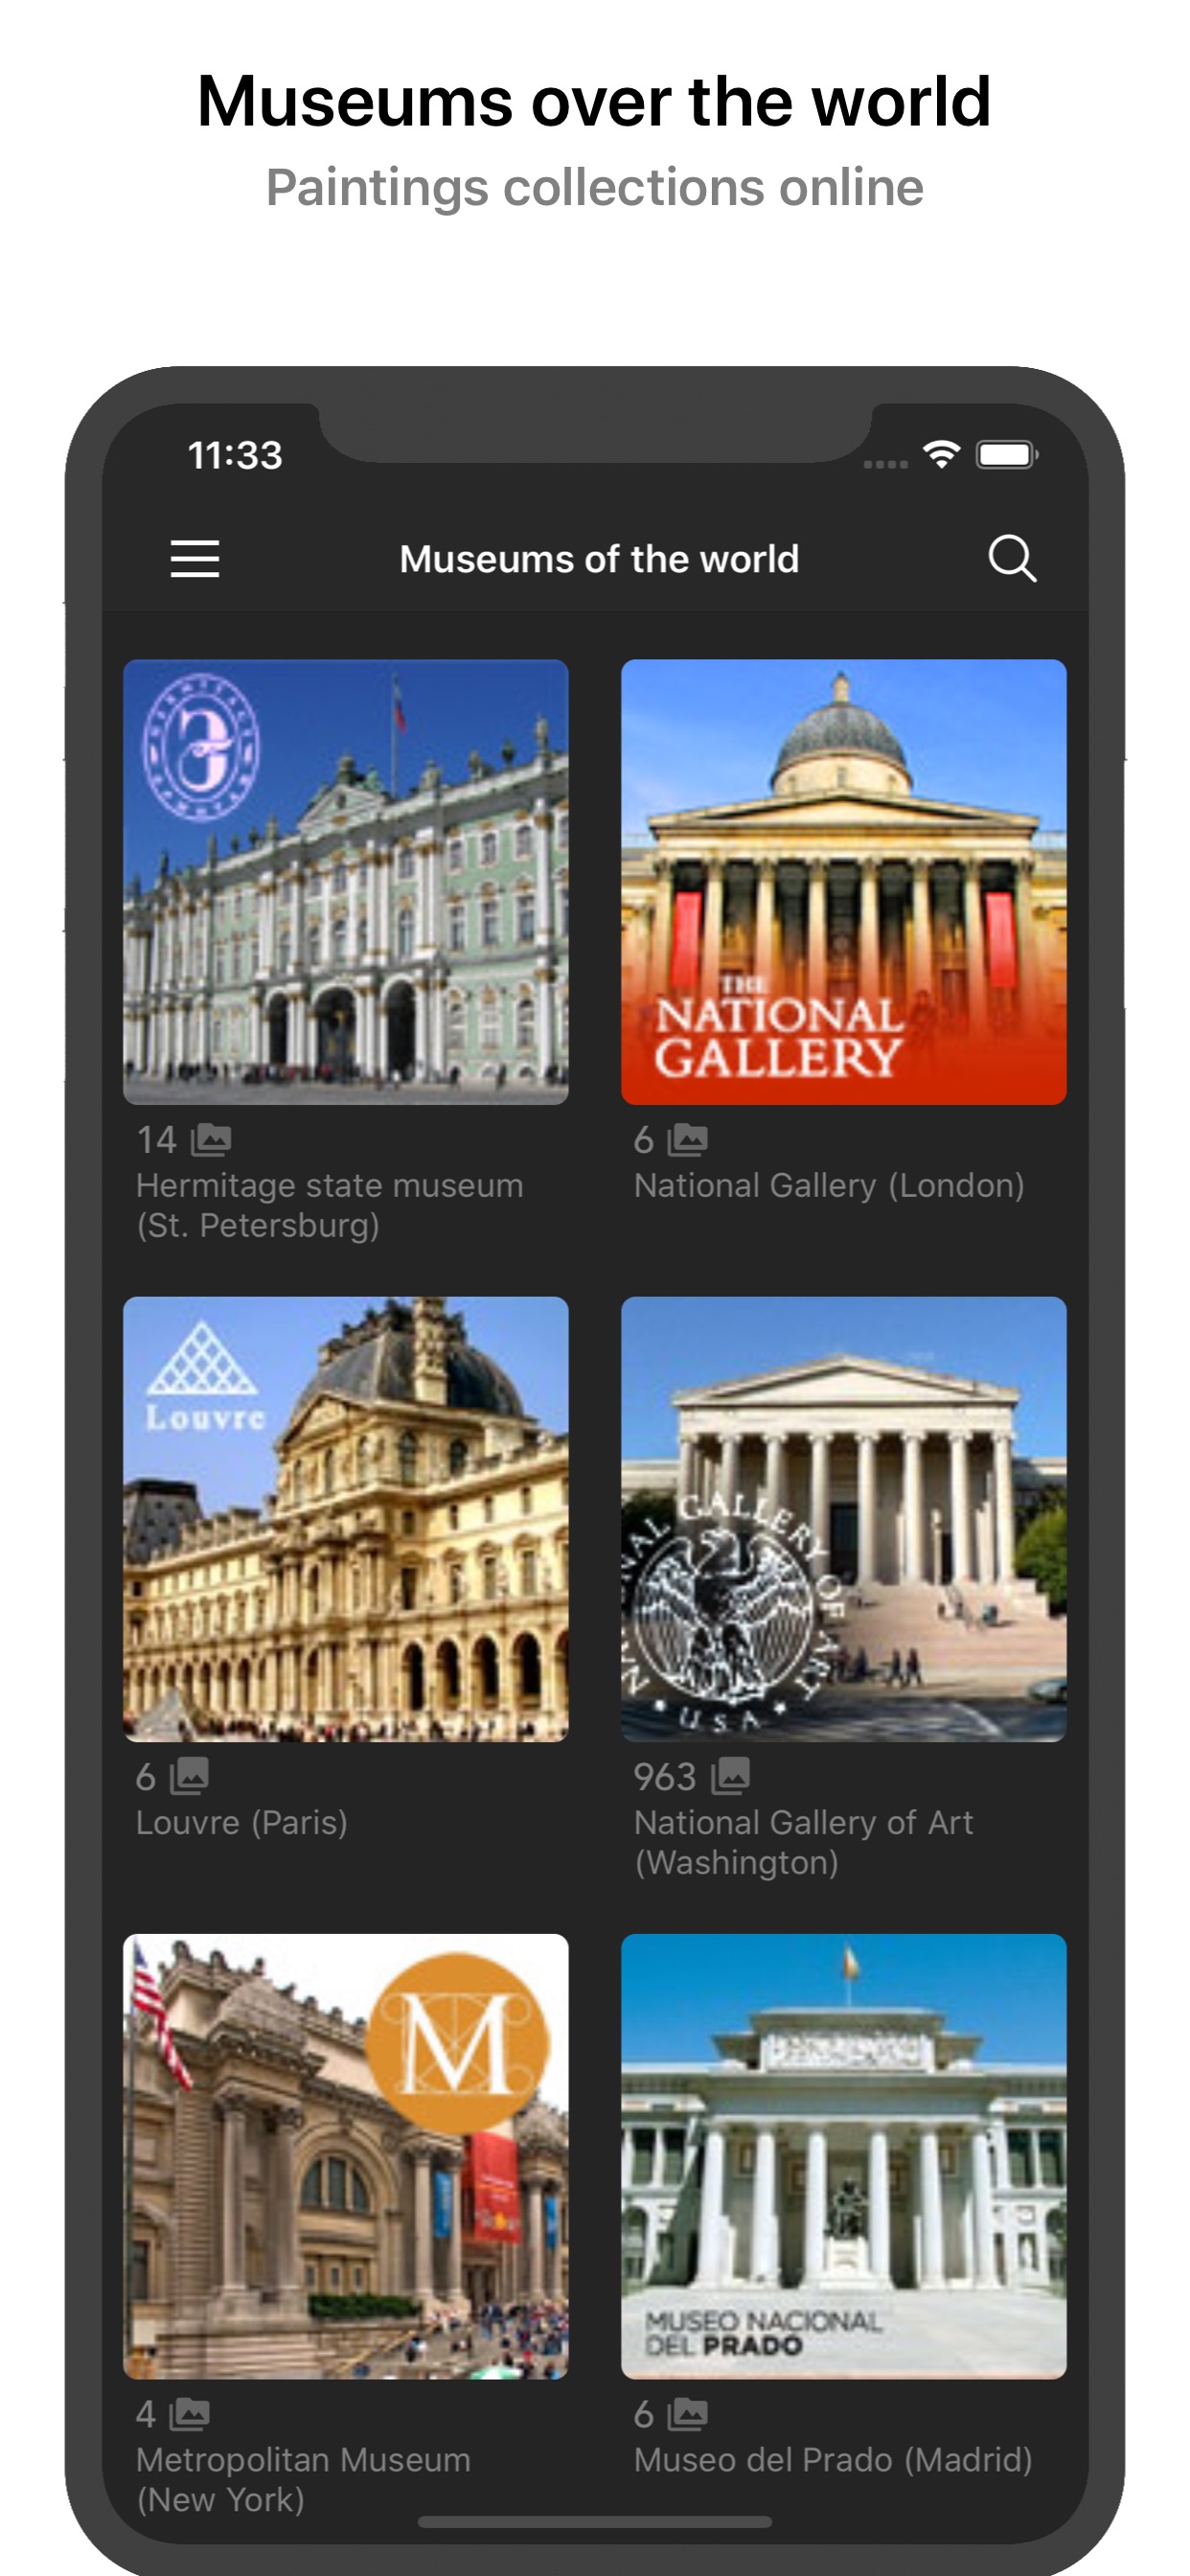 Museums over the world
Paintings collections online
11:33
Museums of the world
THE
NATIONAL
GALLERY
14
Hermitage state museum
(St. Petersburg)
6
National Gallery (London)
Louvre
NATIONAL GALLERY OF ART
USA
6
Louvre (Paris)
963
National Gallery of Art
(Washington)
M
MUSEO NACIONAL
DEL PRADO
4
Metropolitan Museum
(New York)
6
Museo del Prado (Madrid)